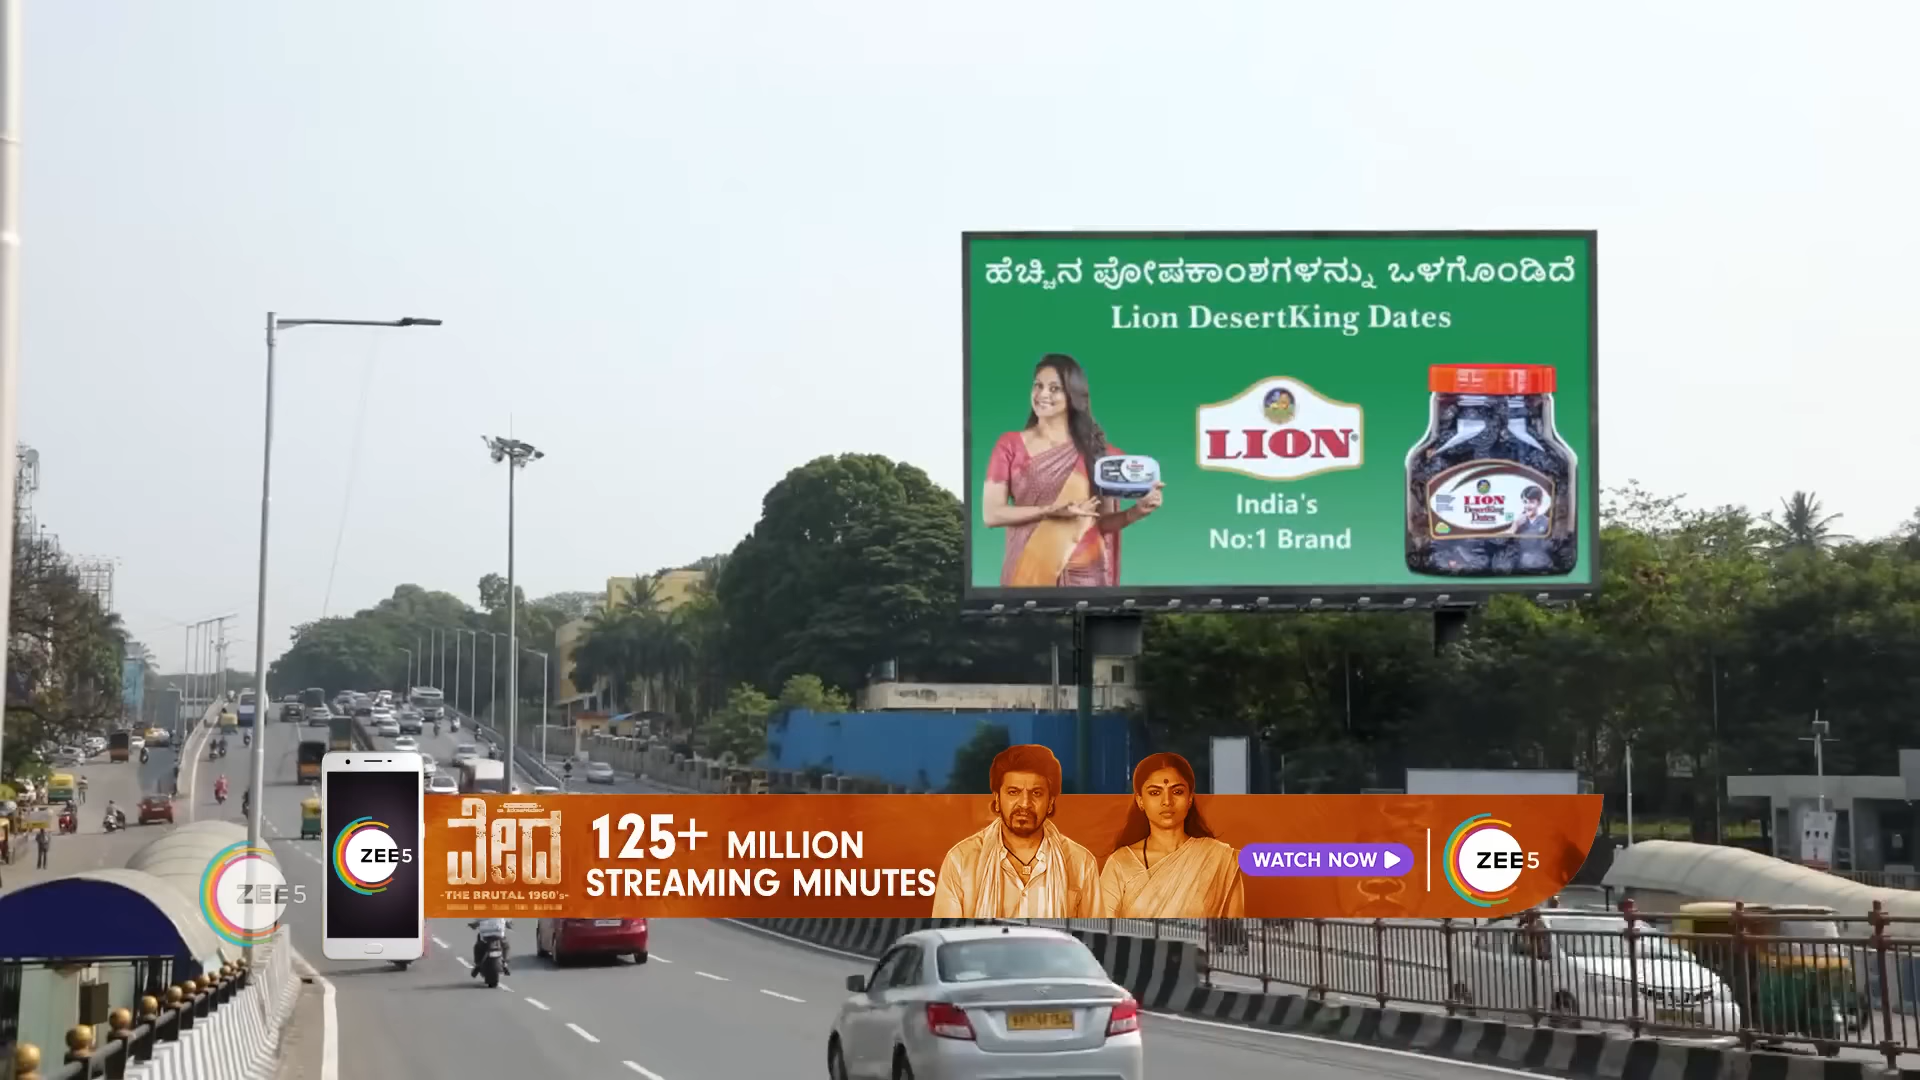 ಹೆಚ್ಚಿನ ಪೋಷಕಾಂಶಗಳನ್ನು ಒಳಗೊಂಡಿದೆ
Lion DesertKing Dates
LION
India's
No:1 Brand
LION
DesertKing
Dates
ZEE5
ZEE5
ವೇದ
-THE BRUTAL 1960's-
125+ MILLION
STREAMING MINUTES
WATCH NOW
ZEE5